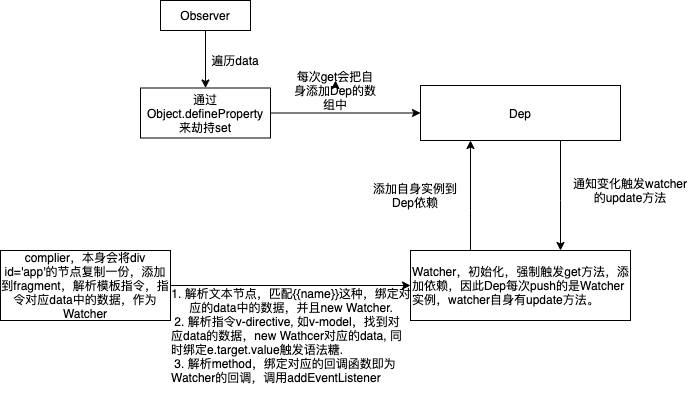 Observer
遍历data
通过
Object.defineProperty
来劫持set
每次get会把自
身添加Dep的数
组中
Dep
添加自身实例到
Dep依赖
通知变化触发watcher
的update方法
complier，本身会将div
id='app'的节点复制一份，添加
到fragment，解析模板指令，指
令对应data中的数据，作为
Watcher
1. 解析文本节点，匹配{{name}}这种，绑定对
应的data中的数据，并且new Watcher.
2. 解析指令v-directive, 如v-model，找到对
应data的数据，new Wathcer对应的data, 同
时绑定e.target.value触发语法糖.
3. 解析method，绑定对应的回调函数即为
Watcher的回调，调用addEventListener
Watcher，初始化，强制触发get方法，添
加依赖，因此Dep每次push的是Watcher
实例，watcher自身有update方法。